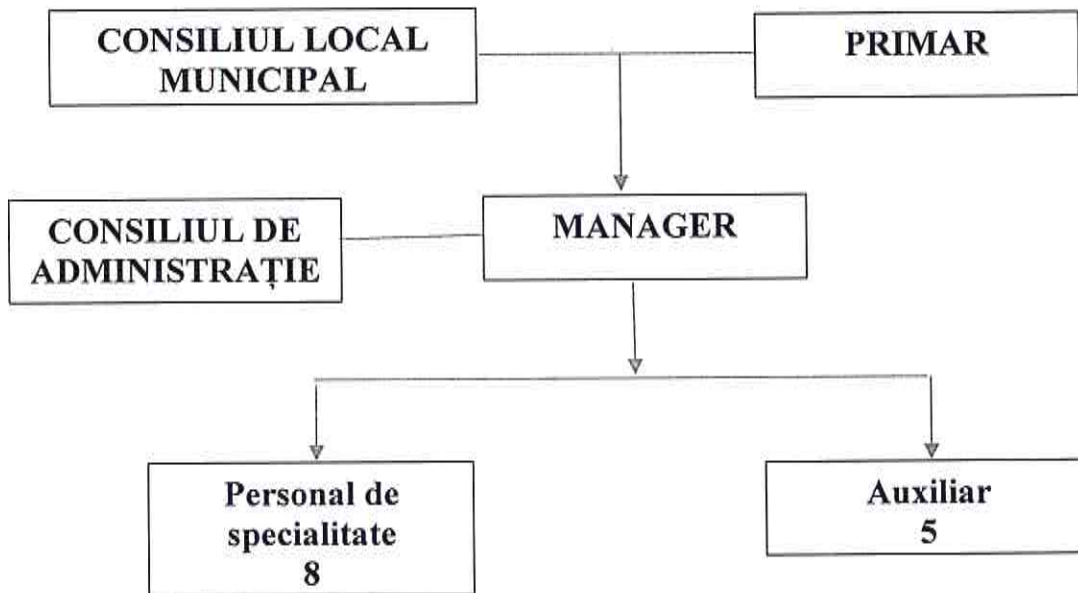 CONSILIUL LOCAL
MUNICIPAL
PRIMAR
CONSILIUL DE
ADMINISTRAȚIE
MANAGER
Personal de
specialitate
8
Auxiliar
5